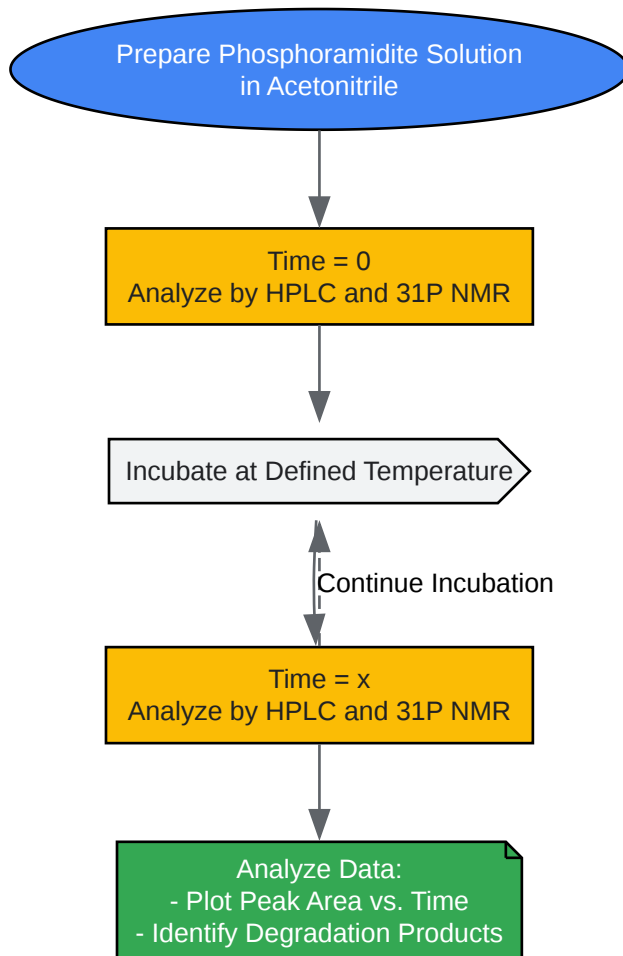 Prepare Phosphoramidite Solution
in Acetonitrile
Time = 0
Analyze by HPLC and 31P NMR
Incubate at Defined Temperature
Continue Incubation
Time = x
Analyze by HPLC and 31P NMR
Analyze Data:
- Plot Peak Area vs. Time
- Identify Degradation Products